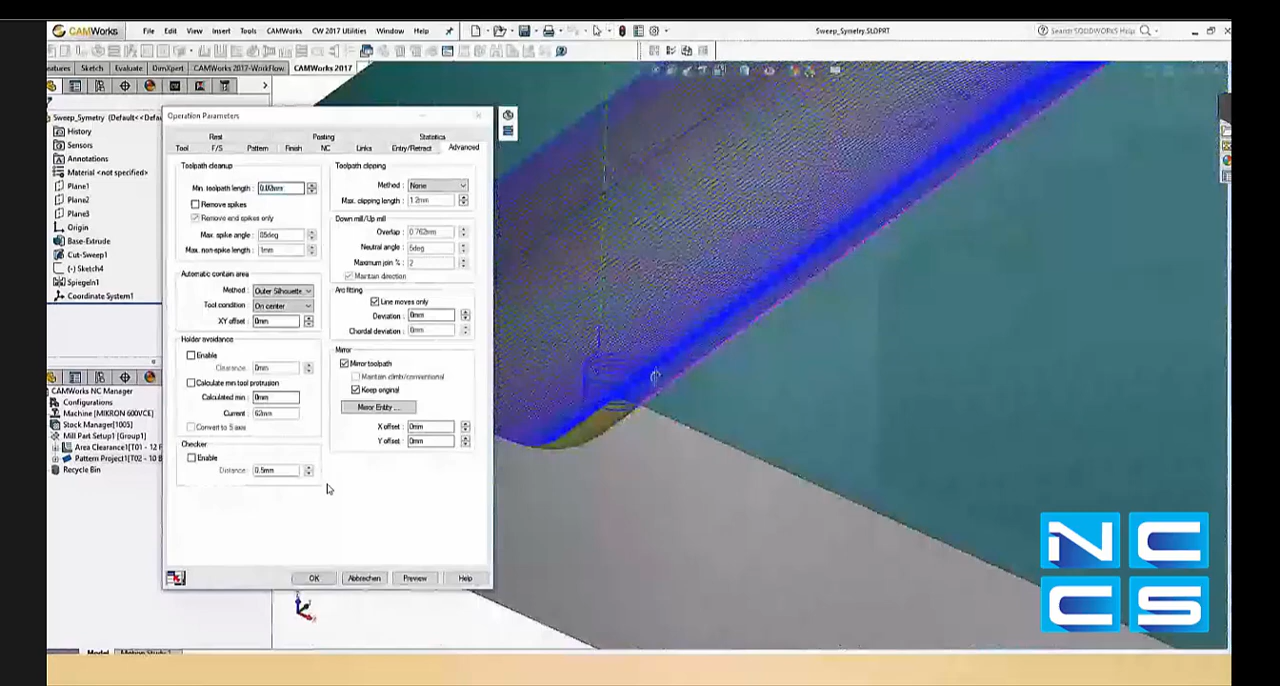 CAMWorks File Edit View Insert Tools CAMWorks CW 2017 Utilities Window Help Sweep_Symetry.SLDPRT Search SOLIDWORKS Help
Sketch Evaluate DimXpert CAMWorks 2017-WorkFlow CAMWorks 2017
Sweep_Symetry (Default<<Defau
History
Sensors
Annotations
Material <not specified>
Plane1
Plane2
Plane3
Origin
Base-Extrude
Cut-Sweep1
(-) Sketch4
Spiegeln1
Coordinate System1
CAMWorks NC Manager
Configurations
Machine [MIKRON 600VCE]
Stack Manager[1005]
Mill Part Setup1 [Group1]
Area Clearance1[T01 - 12 F
Pattern Project1[T02 - 10 B
Recycle Bin
Operation Parameters
Rest Posting Statistics
Tool F/S Pattern Finish NC Links Entry/Retract Advanced
Toolpath cleanup
Min. toolpath length :
Remove spikes
Remove end spikes only
Max. spike angle :
Max. non-spike length : 1mm
Automatic contain area
Method : Outer Silhouette
Tool condition : On center
XY offset : 0mm
Holder avoidance
Enable
Clearance : 0mm
Calculate min tool protrusion
Calculated min : 0mm
Current : 62mm
Convert to 5 axis
Checker
Enable
Distance : 0.5mm
Toolpath clipping
Method : None
Max. clipping length : 1.2mm
Down mill/Up mill
Overlap : 0.762mm
Neutral angle : 5deg
Maximum join % : 2
Maintain direction
Arc fitting
Line moves only
Deviation : 0mm
Chordal deviation : 0mm
Mirror
Mirror toolpath
Maintain climb/conventional
Keep original
Mirror Entity ...
X offset : 0mm
Y offset : 0mm
OK Abbrechen Preview Help
Model Motion Study
NC
CS